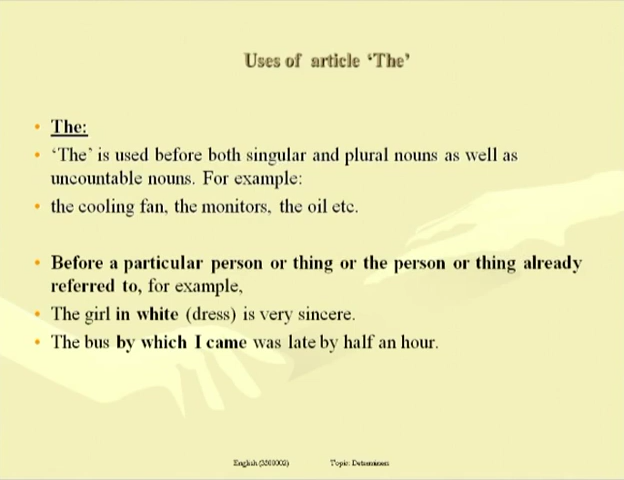 Uses of article ‘The’
The:
‘The’ is used before both singular and plural nouns as well as
uncountable nouns. For example:
the cooling fan, the monitors, the oil etc.
Before a particular person or thing or the person or thing already
referred to, for example,
The girl in white (dress) is very sincere.
The bus by which I came was late by half an hour.
English Topic: Determiners